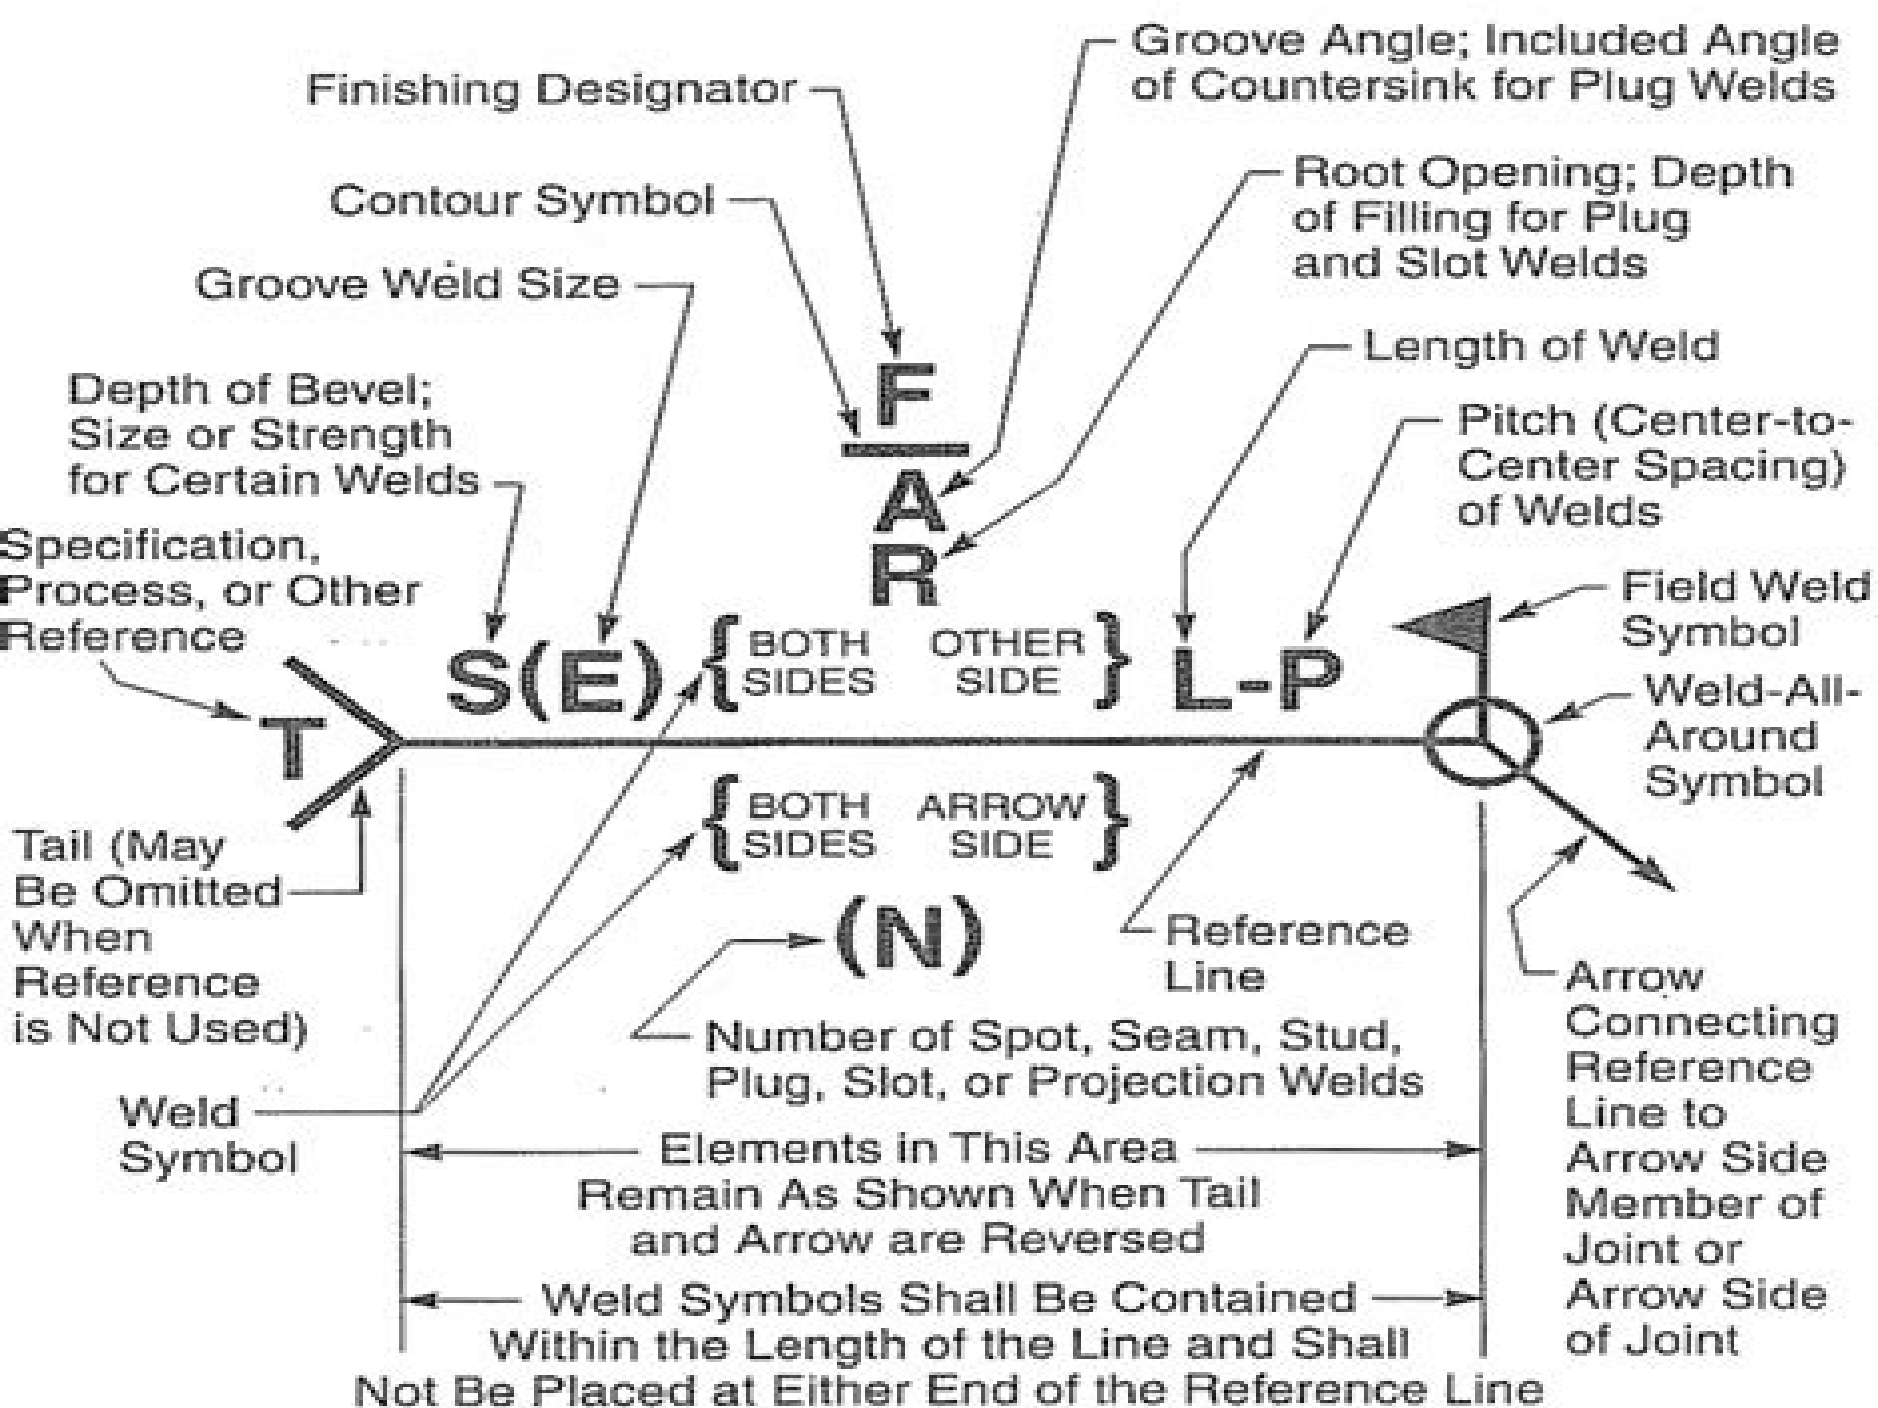 Groove Angle; Included Angle
of Countersink for Plug Welds
Finishing Designator
Root Opening; Depth
of Filling for Plug
and Slot Welds
Contour Symbol
Groove Weld Size
Length of Weld
Depth of Bevel;
Size or Strength
for Certain Welds
Pitch (Center-to-
Center Spacing)
of Welds
F
A
R
Specification,
Process, or Other
Reference
Field Weld
Symbol
T
S(E)
{BOTH SIDES
OTHER SIDE}
L-P
Weld-All-
Around
Symbol
{BOTH SIDES
ARROW SIDE}
Tail (May
Be Omitted
When
Reference
is Not Used)
(N)
Reference
Line
Arrow
Connecting
Reference
Line to
Arrow Side
Member of
Joint or
Arrow Side
of Joint
Number of Spot, Seam, Stud,
Plug, Slot, or Projection Welds
Weld
Symbol
Elements in This Area
Remain As Shown When Tail
and Arrow are Reversed
Weld Symbols Shall Be Contained
Within the Length of the Line and Shall
Not Be Placed at Either End of the Reference Line